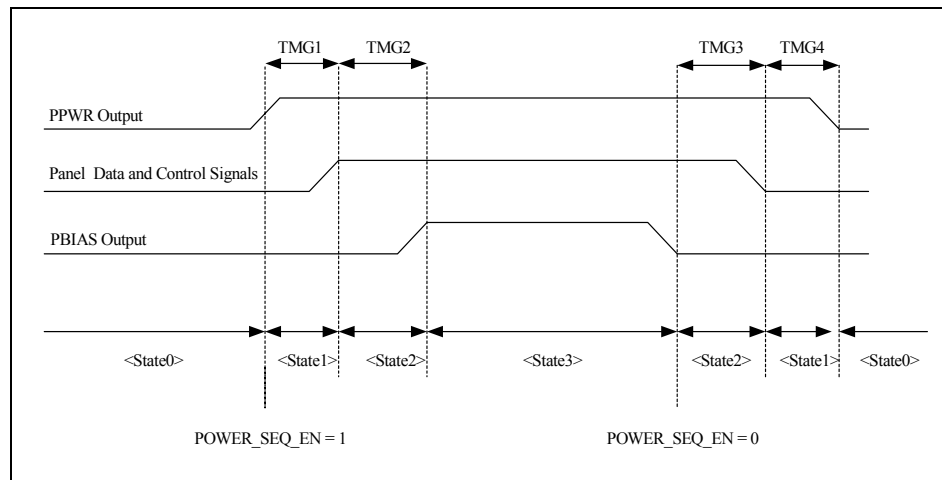 TMG1 TMG2 TMG3 TMG4
PPWR Output
Panel Data and Control Signals
PBIAS Output
<State0> <State1> <State2> <State3> <State2> <State1> <State0>
POWER_SEQ_EN = 1 POWER_SEQ_EN = 0